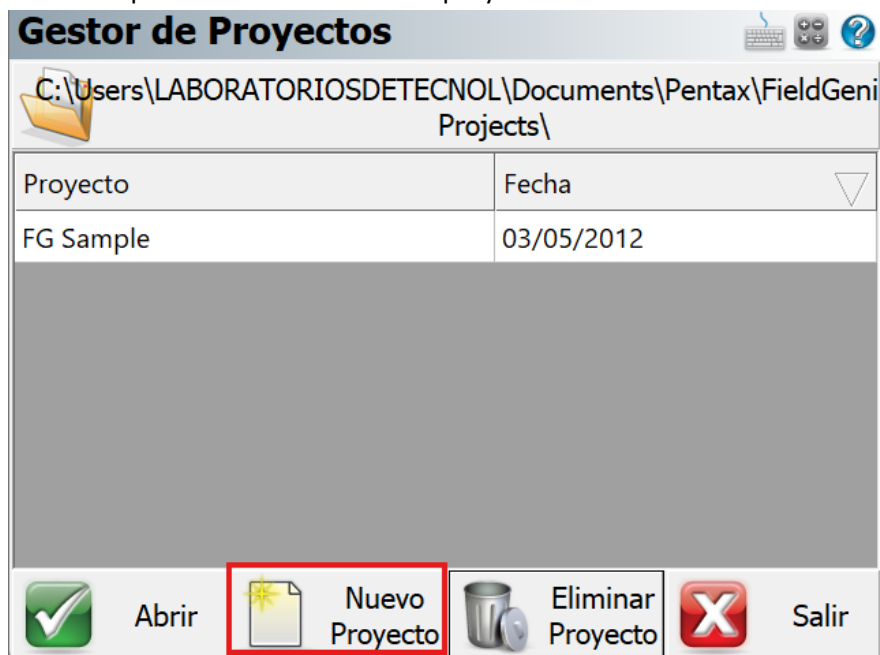 Gestor de Proyectos
C:\Users\LABORATORIOSDETECNOL\Documents\Pentax\FieldGeni
Projects\
Proyecto Fecha
FG Sample 03/05/2012
Abrir
Nuevo
Proyecto
Eliminar
Proyecto
Salir